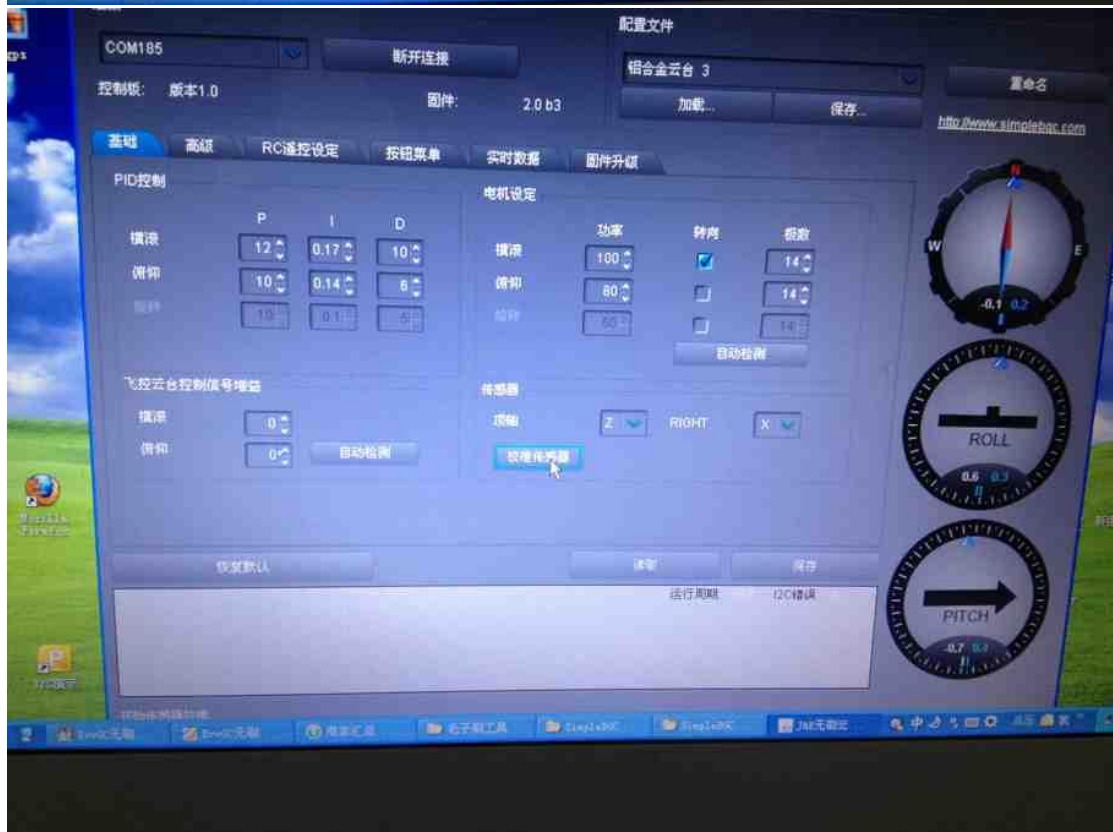 配置文件
COM185 断开连接
铝合金云台 3
重命名
控制板: 版本1.0 固件: 2.0 b3
加载... 保存...
http://www.simplebgc.com
基础 高级 RC遥控设定 按钮菜单 实时数据 固件升级
PID控制
电机设定
P I D
功率 转向 极数
横滚 12 0.17 10
横滚 100 14
俯仰 10 0.14 6
俯仰 80 14
10 0.1 5
14
自动检测
飞控云台控制信号增益
传感器
横滚 0
顶轴 Z RIGHT X
俯仰 0 自动检测
校准传感器
恢复默认 读取 保存
运行周期 I2C错误
N
W E
-0.1 0.2
ROLL
0.6 0.3
PITCH
-0.7
Mozilla
Firefox
SimpleBGC SimpleBGC